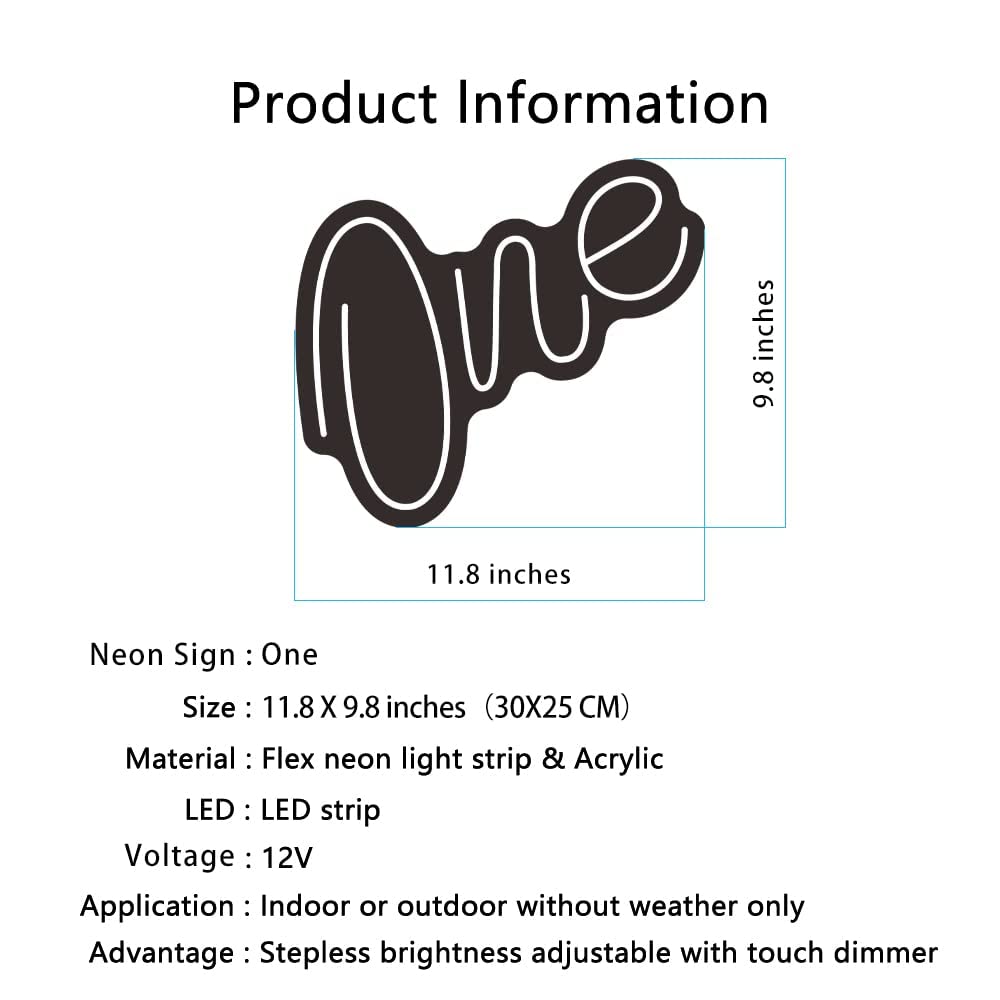 Product Information
One
9.8 inches
11.8 inches
Neon Sign : One
Size : 11.8 X 9.8 inches（30X25 CM）
Material : Flex neon light strip & Acrylic
LED : LED strip
Voltage : 12V
Application : Indoor or outdoor without weather only
Advantage : Stepless brightness adjustable with touch dimmer